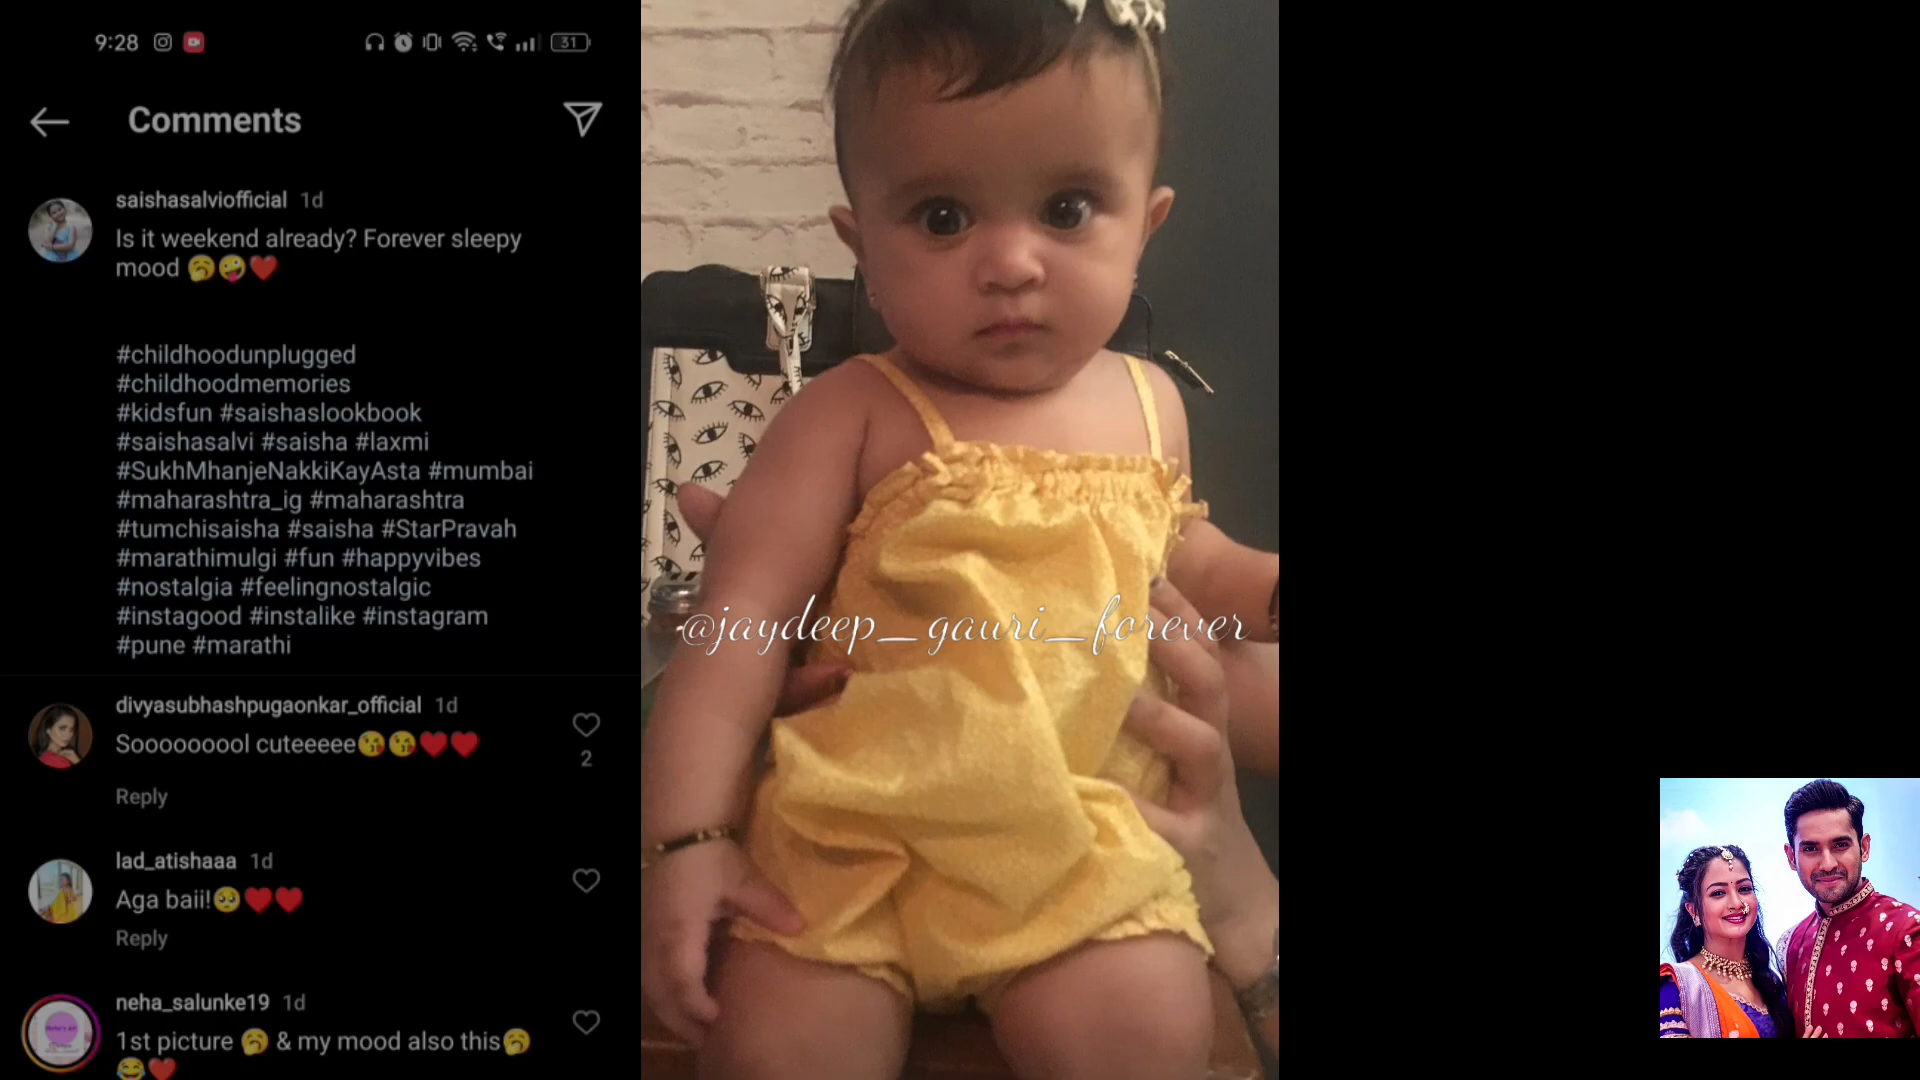 9:28
31
Comments
saishasalviofficial 1d
Is it weekend already? Forever sleepy
mood 🥱🤪❤️
#childhoodunplugged
#childhoodmemories
#kidsfun #saishaslookbook
#saishasalvi #saisha #laxmi
#SukhMhanjeNakkiKayAsta #mumbai
#maharashtra_ig #maharashtra
#tumchisaisha #saisha #StarPravah
#marathimulgi #fun #happyvibes
#nostalgia #feelingnostalgic
#instagood #instalike #instagram
#pune #marathi
divyasubhashpugaonkar_official 1d
Sooooooool cuteeeee😘😘❤️❤️
2
Reply
lad_atishaaa 1d
Aga baii!🥺❤️❤️
Reply
neha_salunke19 1d
1st picture 🥱 & my mood also this🥱
😂❤️
@jaydeep_gauri_forever